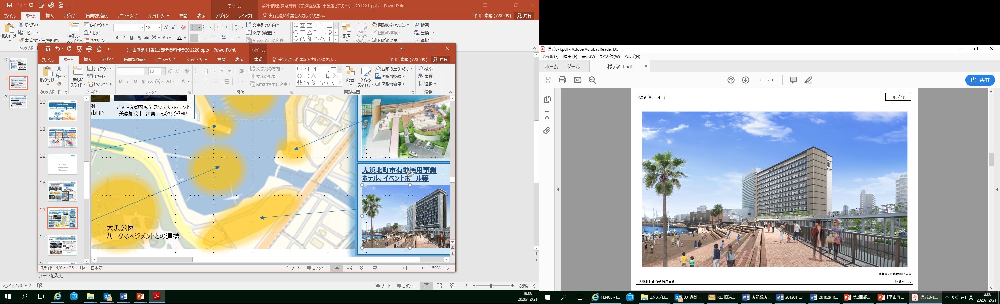 表ツール
第2回部会参考資料（学識経験者・事業者ヒアリング）_201221.pptx - PowerPoint
ファイル ホーム 挿入 デザイン 画面切り替え アニメーション スライド ショー 校閲 表示 デザイン レイアウト 実行したい作業を入力してください... 平山 泰隆 (723599) 共有
貼り付け 切り取り コピー 書式のコピー/貼り付け
新しいスライド レイアウト リセット セクション
12
B I U S abc AV Aa A
文字列の方向 文字の配置 SmartArt に変換
配置 クイックスタイル 図形の塗りつぶし 図形の枠線 図形の効果
検索 置換 選択
【平山作業中】第2回部会資料作業201220.pptx - PowerPoint
図ツール
ファイル ホーム 挿入 デザイン 画面切り替え アニメーション スライド ショー 校閲 表示 書式 実行したい作業を入力してください... 平山 泰隆 (723599) 共有
貼り付け
新しいスライド レイアウト リセット セクション
10
B I U S abc AV Aa A
文字列の方向 文字の配置 SmartArt に変換
配置 クイックスタイル 図形の塗りつぶし 図形の枠線 図形の効果
検索 置換 選択
クリップボード スライド フォント 段落 図形描画 編集
0
1
2
10
11
12
13
14
15
16
例
市HP
デッキを観客席に見立てたイベント
美濃加茂市 出典：ミズベリングHP
大浜北町市有地活用事業
ホテル、イベントホール等
大浜公園
パークマネジメントとの連携
スライド 14/0 ～ 25 日本語 ノート コメント 150%
ノートを入力
スライド 1/0 ～ 2 ノート コメント 86%
18:06
2020/12/21
様式8-1.pdf - Adobe Acrobat Reader DC
ファイル (F) 編集 (E) 表示(V) ウィンドウ(W) ヘルプ(H)
ホーム ツール 様式8-1.pdf ×
6 / 15
共有
（様式 8 － 4 ）
6 ／ 15
海側より施設用地Aをみる
大浜北町市有地活用事業 外観パース
FENCE - I... エクスプロ... 00_避難... RE: 旧港... ★記録★... 201201_... 201029_R... 第2回部... 【平山作... 様式8-1....
A
18:06
2020/12/21